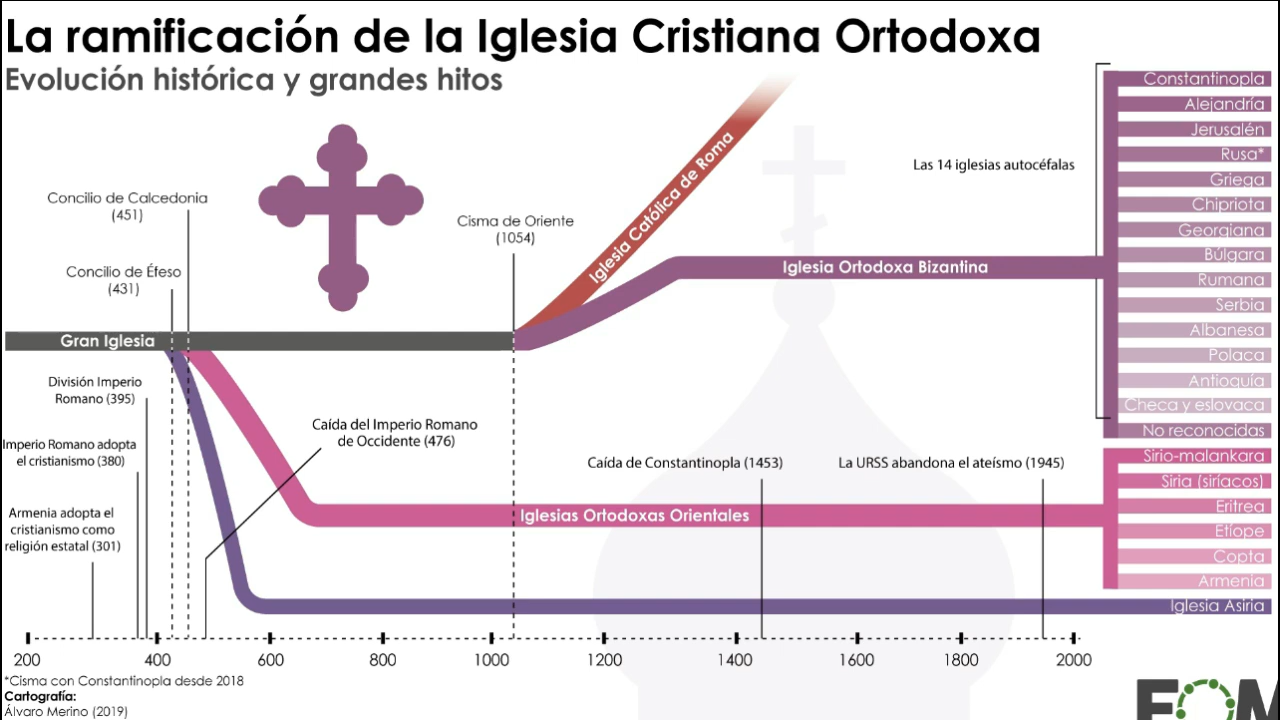 La ramificación de la Iglesia Cristiana Ortodoxa
Evolución histórica y grandes hitos
Concilio de Calcedonia
(451)
Concilio de Éfeso
(431)
Cisma de Oriente
(1054)
Iglesia Católica de Roma
Las 14 iglesias autocéfalas
Iglesia Ortodoxa Bizantina
Gran Iglesia
División Imperio
Romano (395)
Imperio Romano adopta
el cristianismo (380)
Armenia adopta el
cristianismo como
religión estatal (301)
Caída del Imperio Romano
de Occidente (476)
Caída de Constantinopla (1453)
La URSS abandona el ateísmo (1945)
Iglesias Ortodoxas Orientales
Constantinopla
Alejandría
Jerusalén
Rusa*
Griega
Chipriota
Georgiana
Búlgara
Rumana
Serbia
Albanesa
Polaca
Antioquía
Checa y eslovaca
No reconocidas
Sirio-malankara
Siria (siríacos)
Eritrea
Etíope
Copta
Armenia
Iglesia Asiria
200 400 600 800 1000 1200 1400 1600 1800 2000
*Cisma con Constantinopla desde 2018
Cartografía:
Álvaro Merino (2019)
EOM